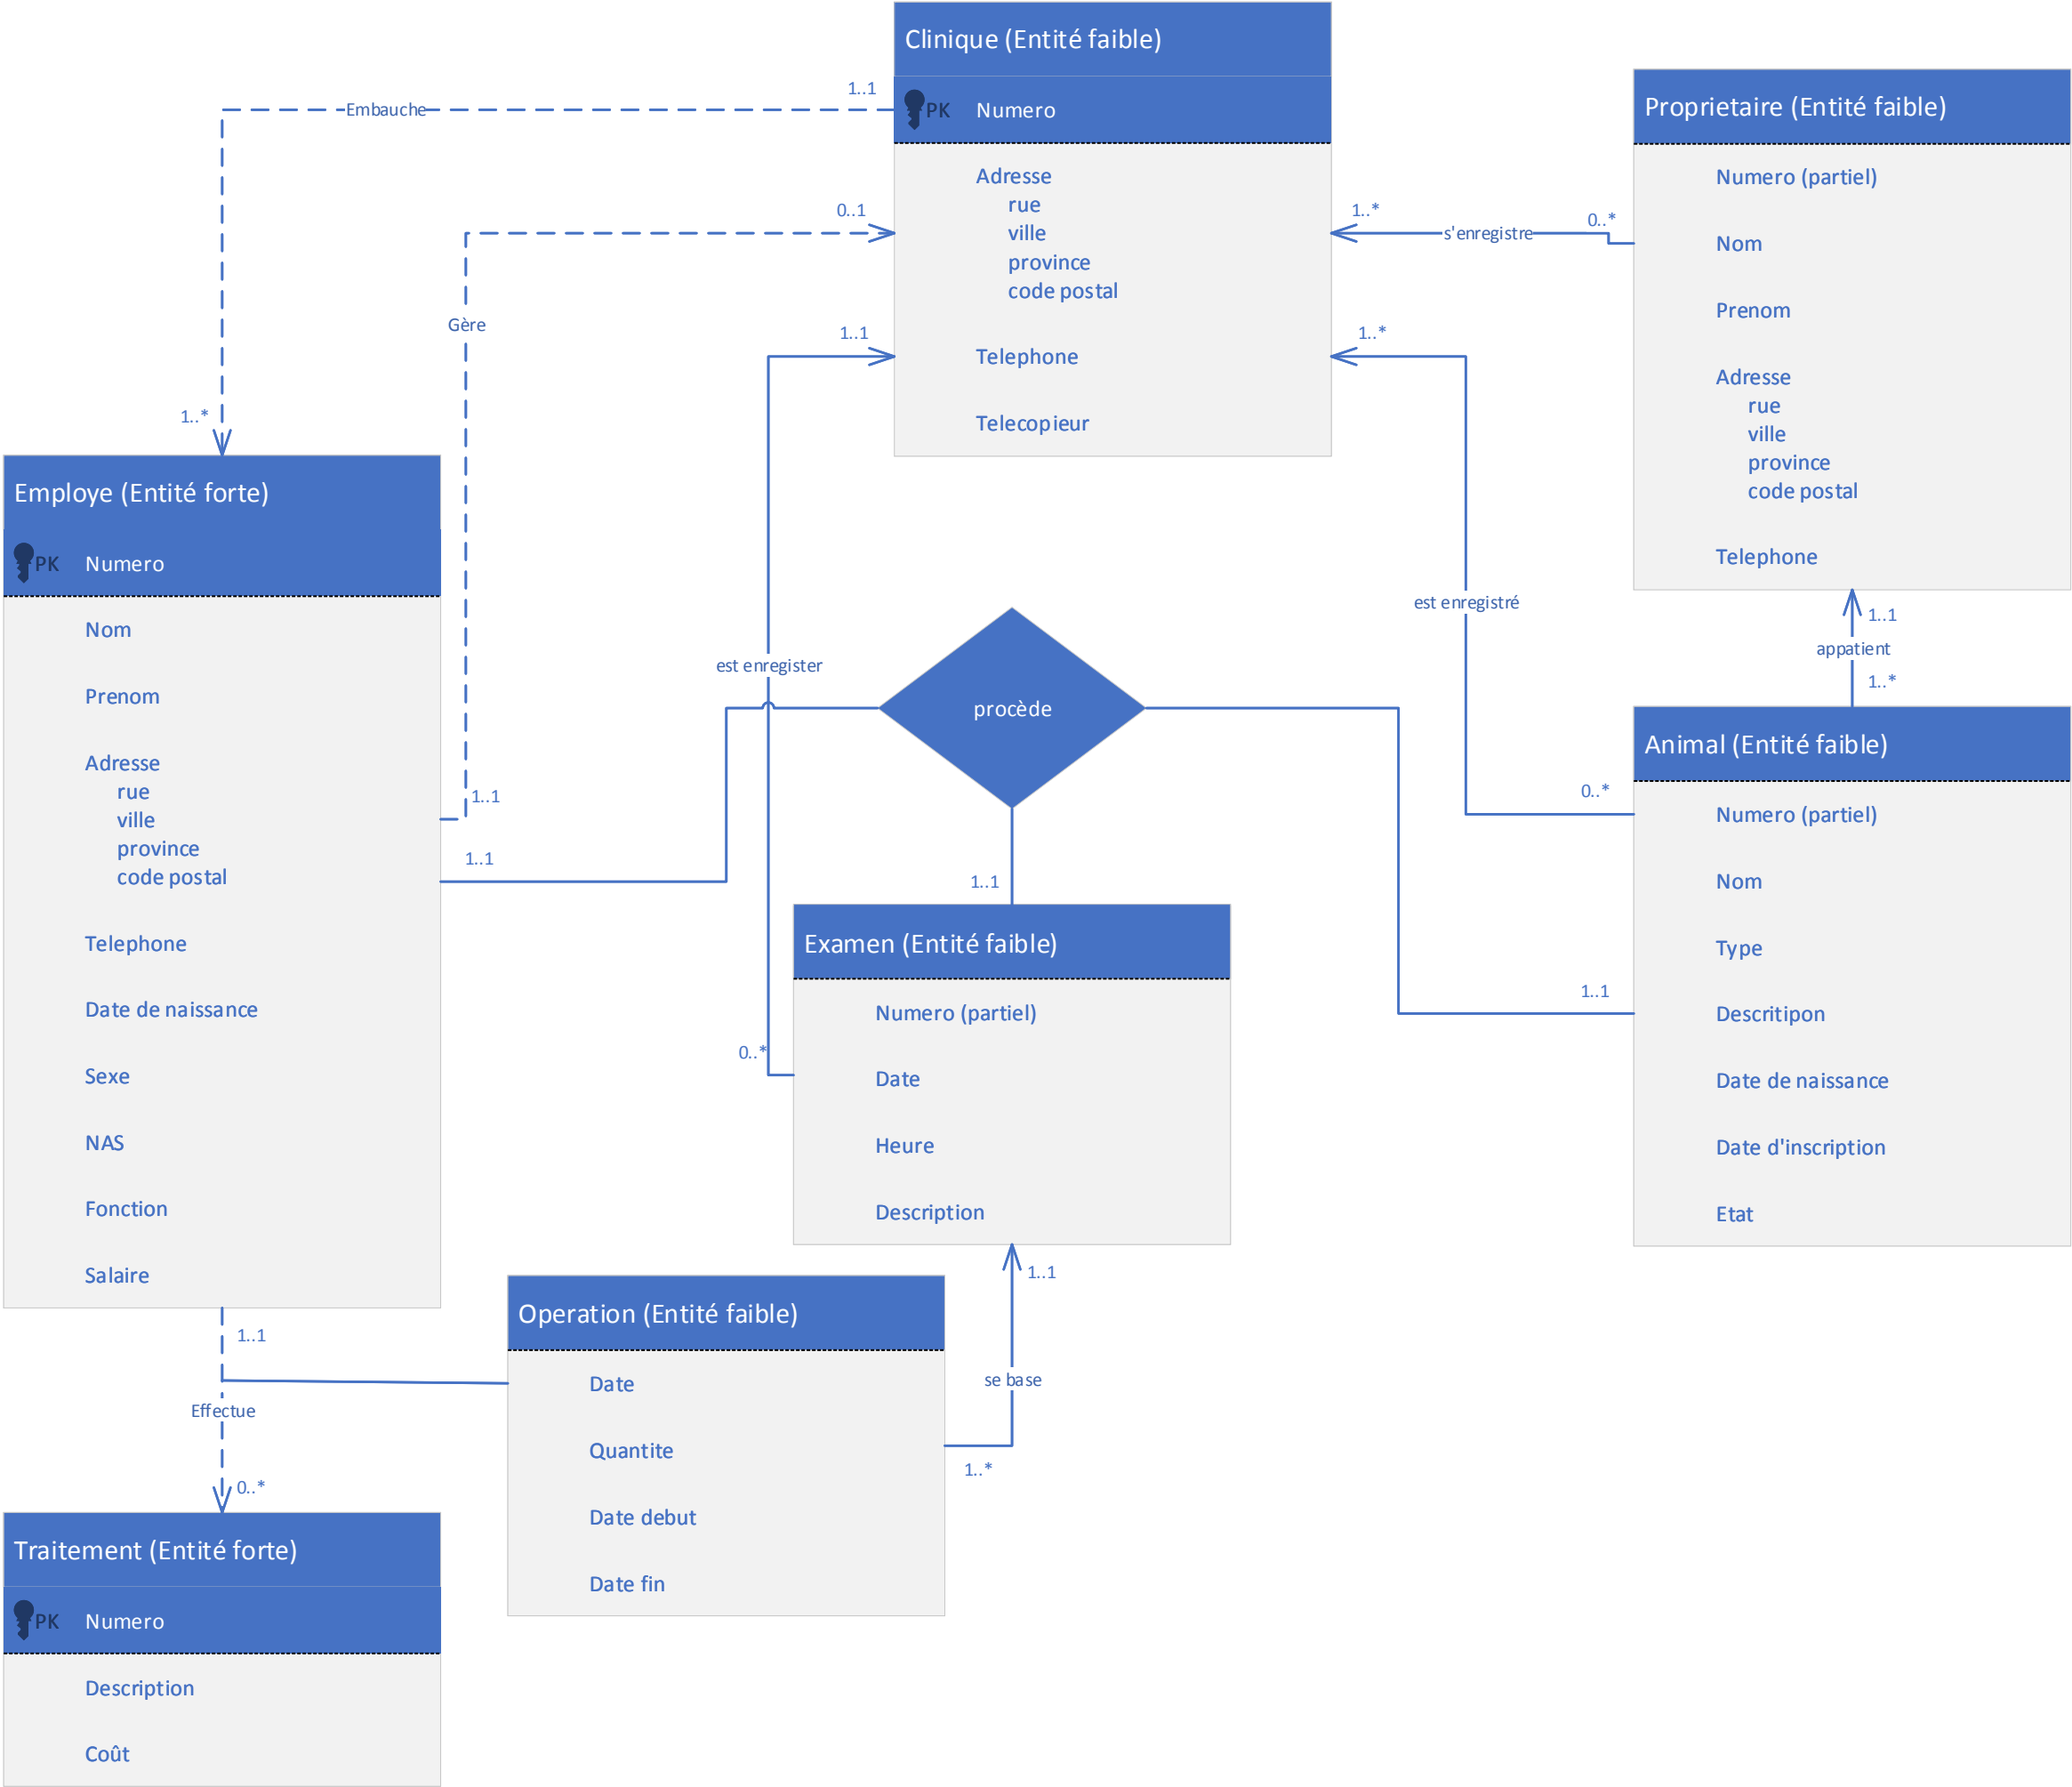 Clinique (Entité faible)
PK Numero
Adresse
rue
ville
province
code postal
Telephone
Telecopieur
Proprietaire (Entité faible)
Numero (partiel)
Nom
Prenom
Adresse
rue
ville
province
code postal
Telephone
1..1
Embauche
1..*
0..1
Gère
1..1
1..*
s'enregistre
0..*
1..1
est enregister
0..*
1..*
est enregistré
0..*
1..1
appatient
1..*
Employe (Entité forte)
PK Numero
Nom
Prenom
Adresse
rue
ville
province
code postal
Telephone
Date de naissance
Sexe
NAS
Fonction
Salaire
procède
1..1
1..1
1..1
Animal (Entité faible)
Numero (partiel)
Nom
Type
Descritipon
Date de naissance
Date d'inscription
Etat
Examen (Entité faible)
Numero (partiel)
Date
Heure
Description
1..1
se base
1..*
Operation (Entité faible)
Date
Quantite
Date debut
Date fin
1..1
Effectue
0..*
Traitement (Entité forte)
PK Numero
Description
Coût